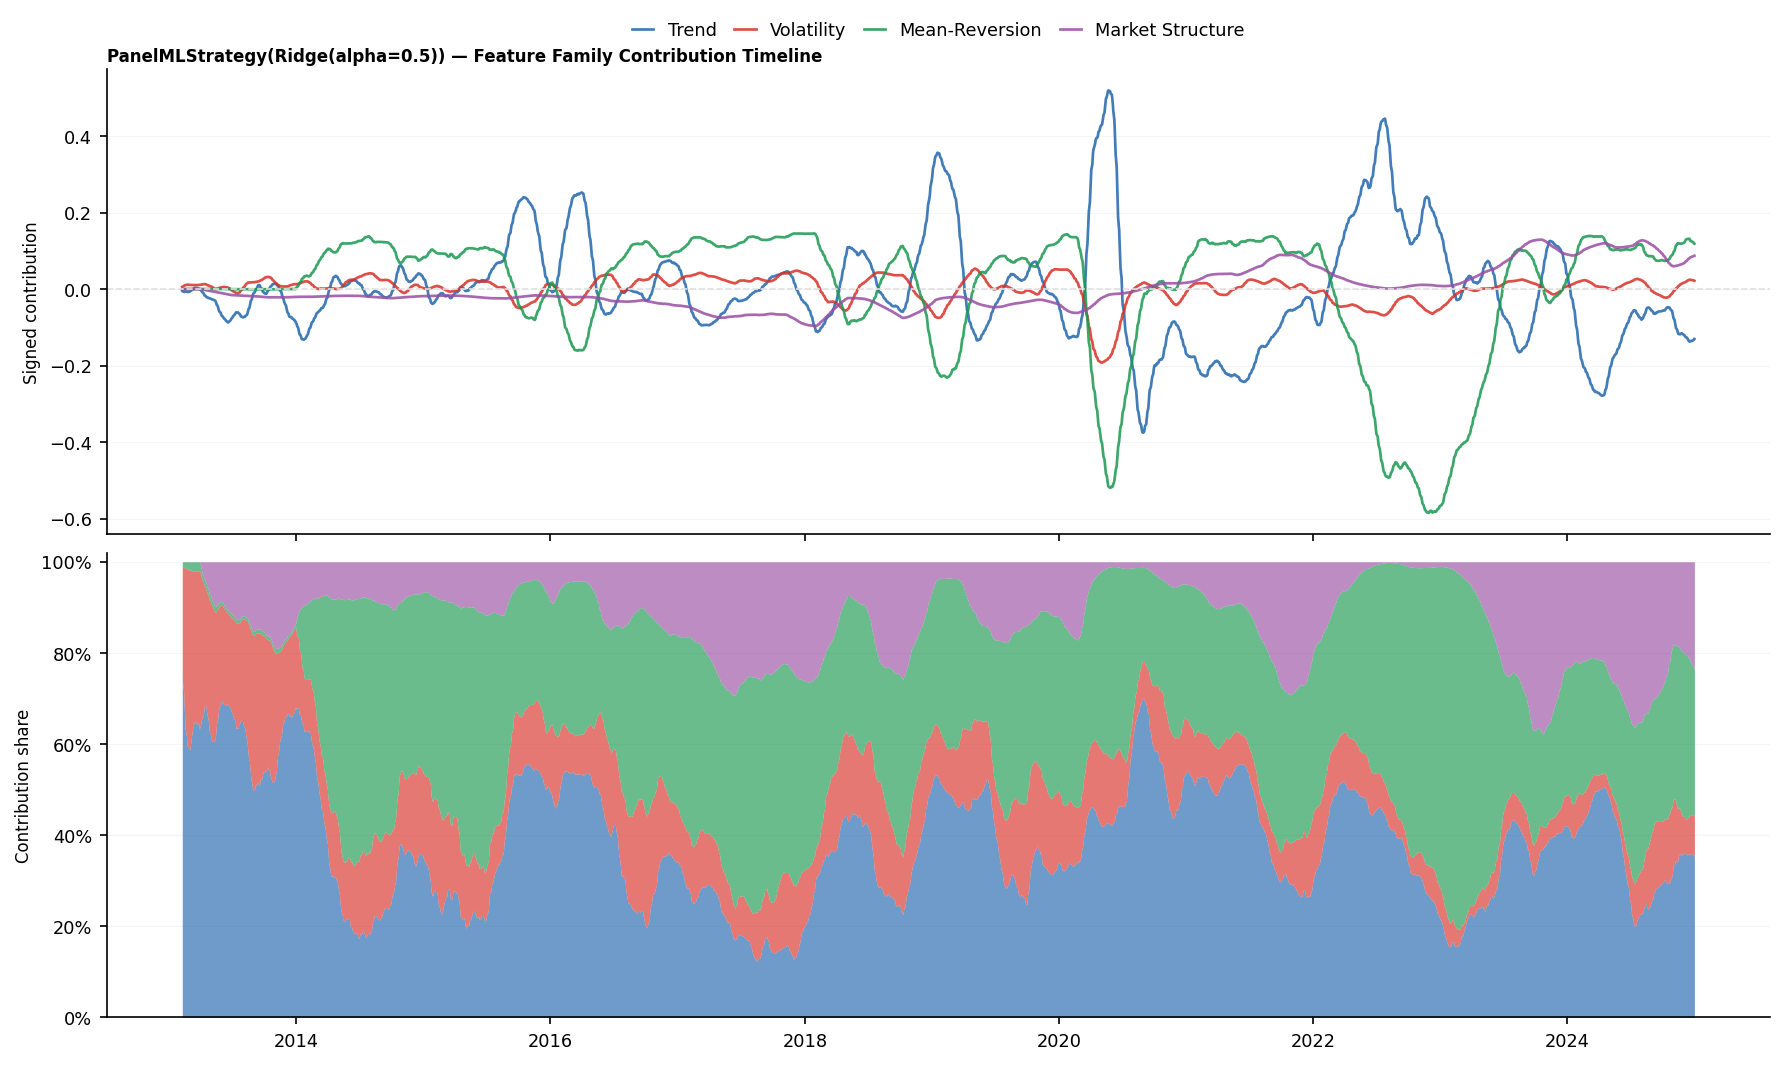 Trend Volatility Mean-Reversion Market Structure
PanelMLStrategy(Ridge(alpha=0.5)) — Feature Family Contribution Timeline
Signed contribution
0.4
0.2
0.0
−0.2
−0.4
−0.6
Contribution share
100%
80%
60%
40%
20%
0%
2014 2016 2018 2020 2022 2024